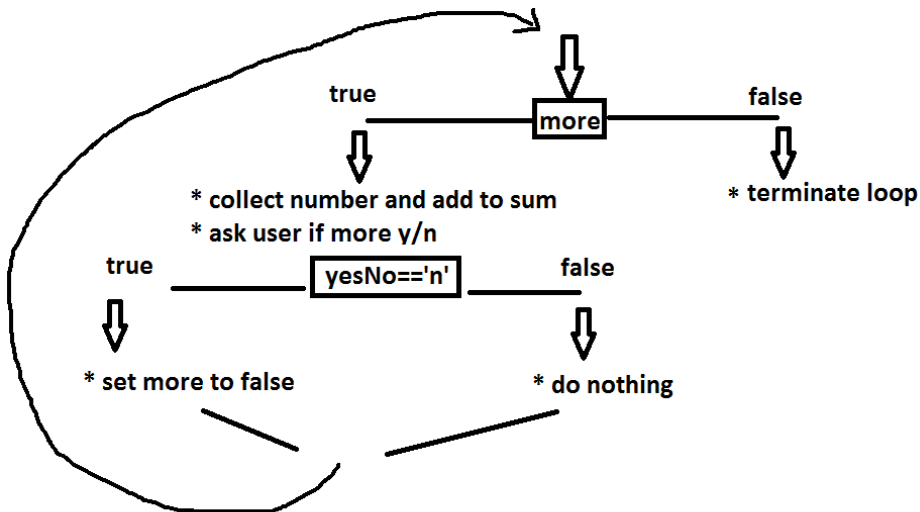 true
false
more
* collect number and add to sum
* terminate loop
* ask user if more y/n
true
false
yesNo=='n'
* set more to false
* do nothing